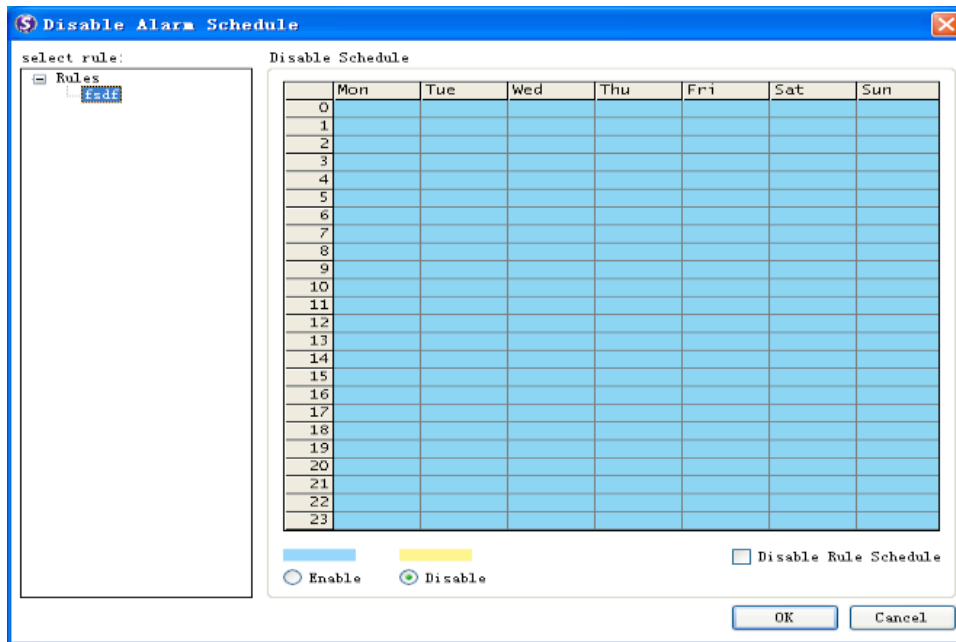 Disable Alarm Schedule
select rule:
Disable Schedule
Rules
fsdf
Mon Tue Wed Thu Fri Sat Sun
0
1
2
3
4
5
6
7
8
9
10
11
12
13
14
15
16
17
18
19
20
21
22
23
Disable Rule Schedule
Enable Disable
OK Cancel